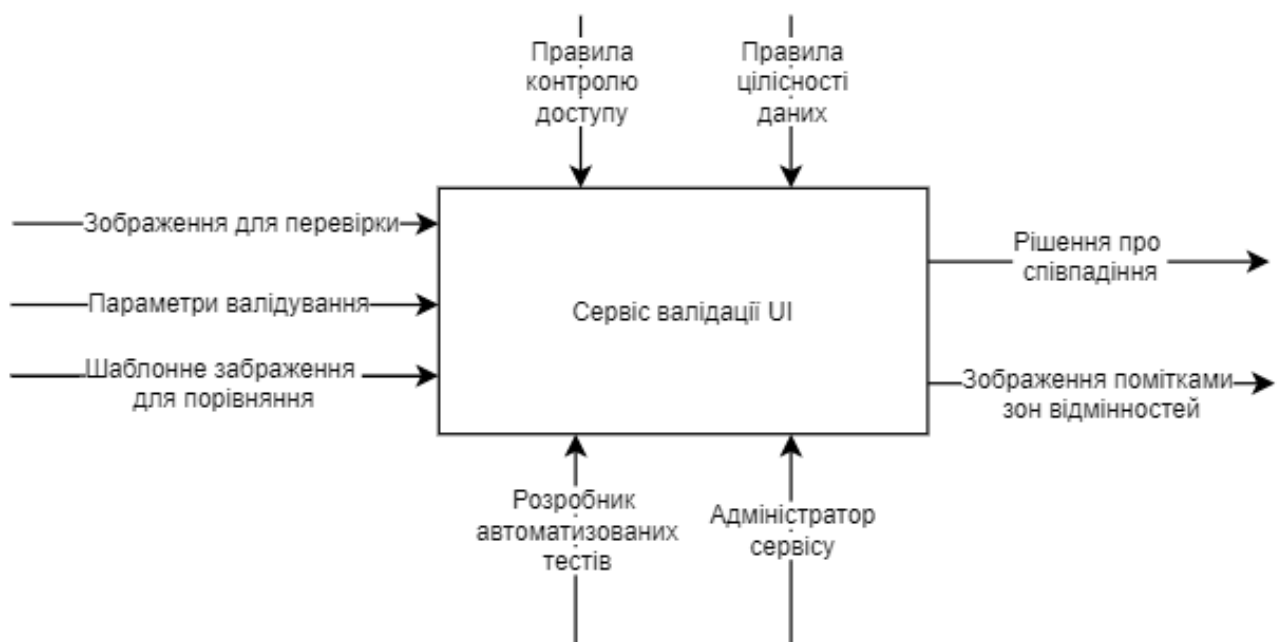 Правила
контролю
доступу
Правила
цілісності
даних
Зображення для перевірки
Параметри валідування
Шаблонне забраження
для порівняння
Сервіс валідації UI
Рішення про
співпадіння
Зображення помітками
зон відмінностей
Розробник
автоматизованих
тестів
Адміністратор
сервісу